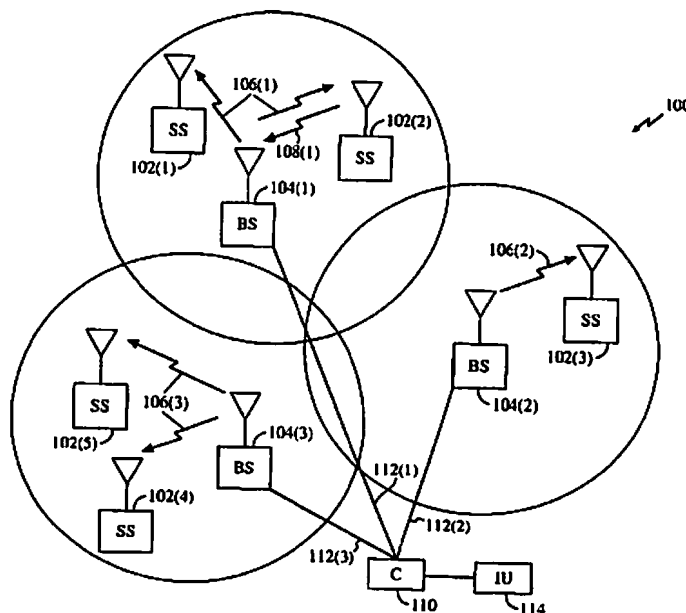 106(1)
SS
SS
102(2)
108(1)
102(1)
104(1)
BS
100
106(2)
SS
102(3)
BS
104(2)
SS
106(3)
102(5)
104(3)
BS
102(4)
SS
112(1)
112(2)
112(3)
C
IU
110
114